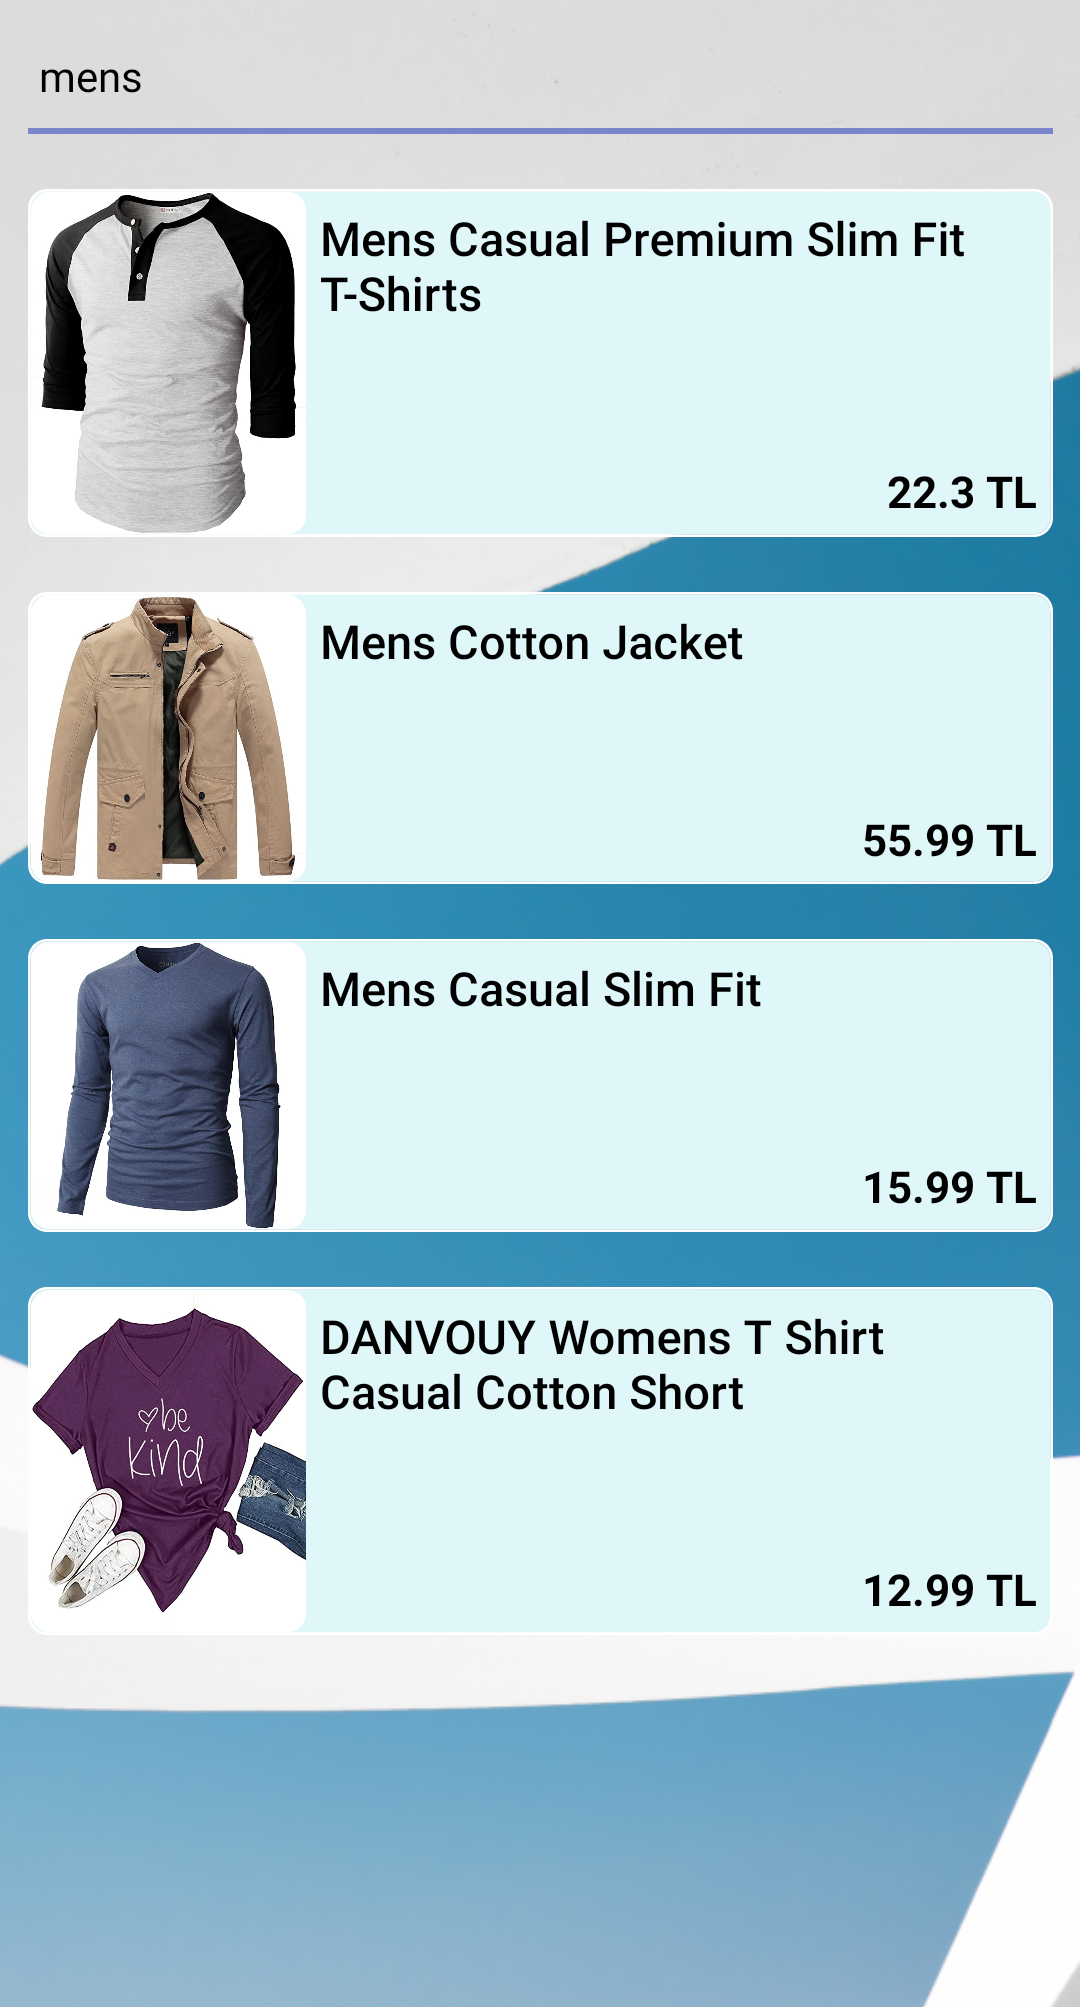 mens
Mens Casual Premium Slim Fit
T-Shirts
22.3 TL
Mens Cotton Jacket
55.99 TL
Mens Casual Slim Fit
15.99 TL
DANVOUY Womens T Shirt
Casual Cotton Short
be
kind
12.99 TL